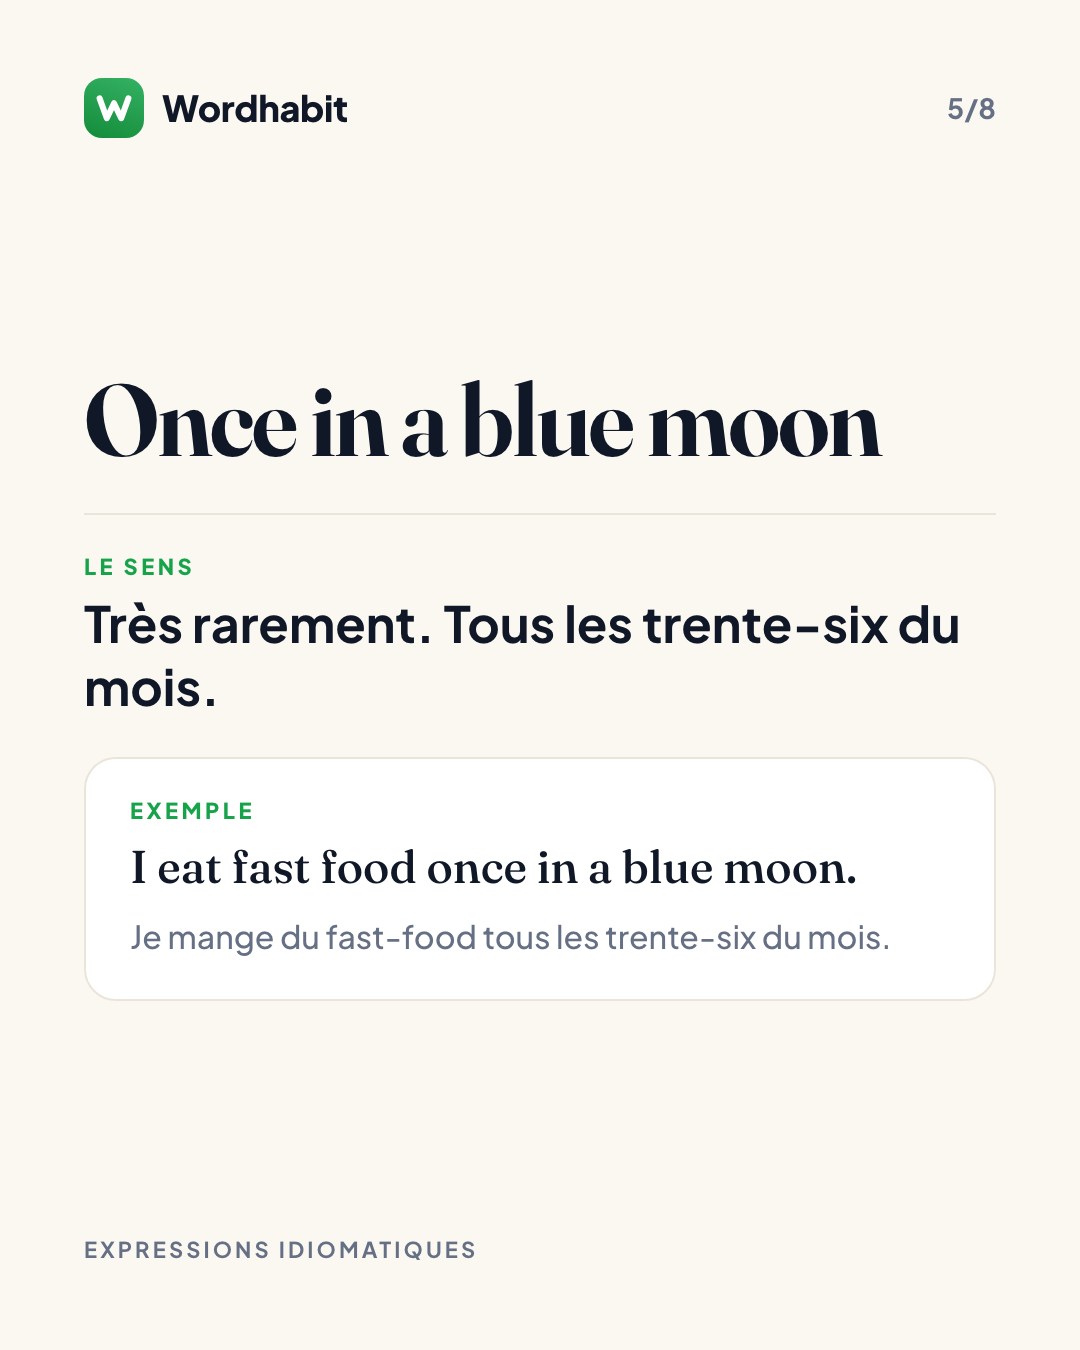 Wordhabit
5/8
Once in a blue moon
LE SENS
Très rarement. Tous les trente-six du
mois.
EXEMPLE
I eat fast food once in a blue moon.
Je mange du fast-food tous les trente-six du mois.
EXPRESSIONS IDIOMATIQUES